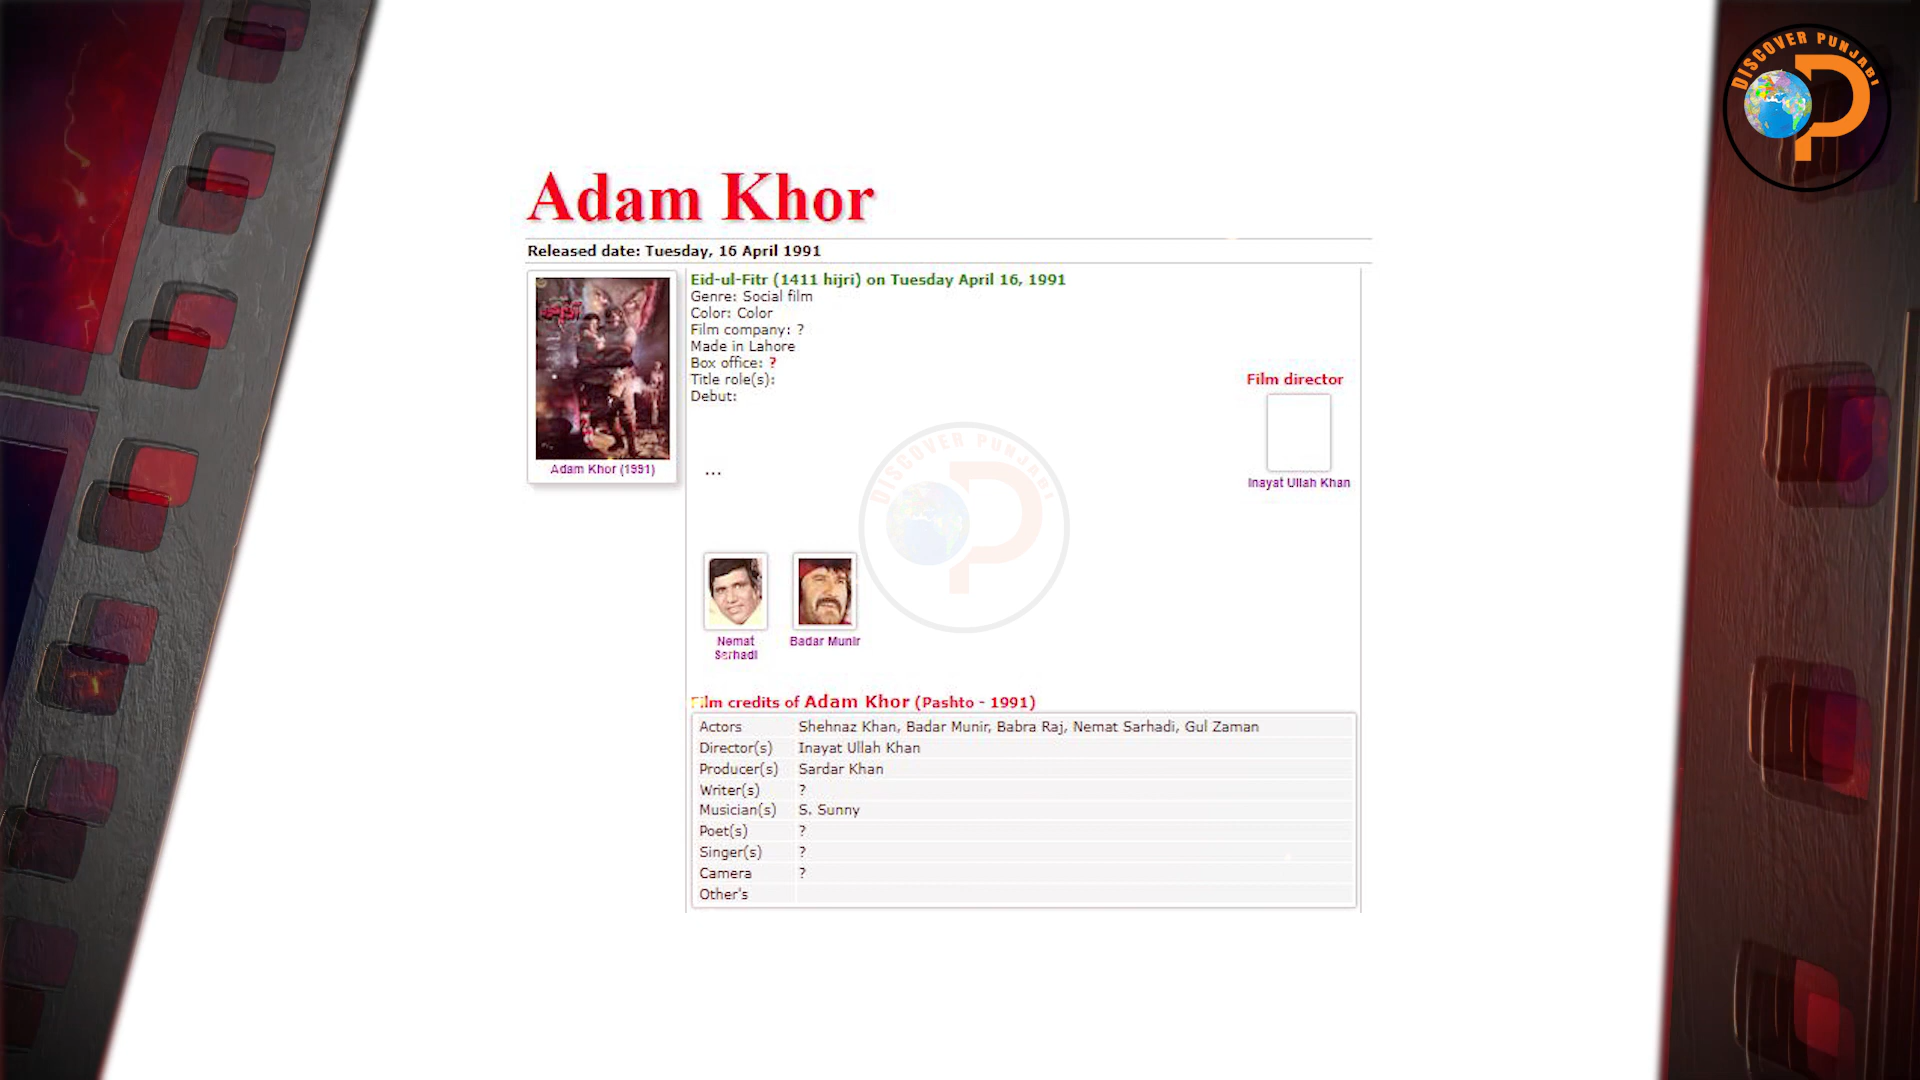 DISCOVER PUNJABI
Adam Khor
Released date: Tuesday, 16 April 1991
Eid-ul-Fitr (1411 hijri) on Tuesday April 16, 1991
Genre: Social film
Color: Color
Film company: ?
Made in Lahore
Box office: ?
Title role(s):
Debut:
Adam Khor (1991)
...
Film director
Inayat Ullah Khan
DISCOVER PUNJABI
Nemat
Sarhadi
Badar Munir
Film credits of Adam Khor (Pashto - 1991)
Actors Shehnaz Khan, Badar Munir, Babra Raj, Nemat Sarhadi, Gul Zaman
Director(s) Inayat Ullah Khan
Producer(s) Sardar Khan
Writer(s) ?
Musician(s) S. Sunny
Poet(s) ?
Singer(s) ?
Camera ?
Other's